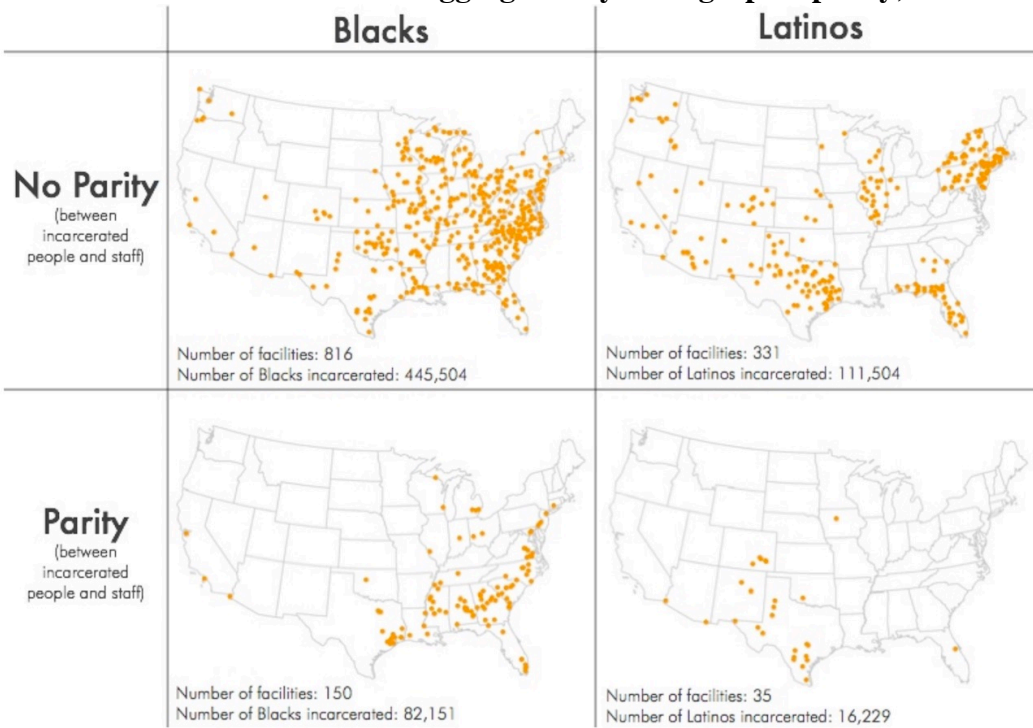 Blacks
Latinos
No Parity
(between
incarcerated
people and staff)
Number of facilities: 816
Number of Blacks incarcerated: 445,504
Number of facilities: 331
Number of Latinos incarcerated: 111,504
Parity
(between
incarcerated
people and staff)
Number of facilities: 150
Number of Blacks incarcerated: 82,151
Number of facilities: 35
Number of Latinos incarcerated: 16,229